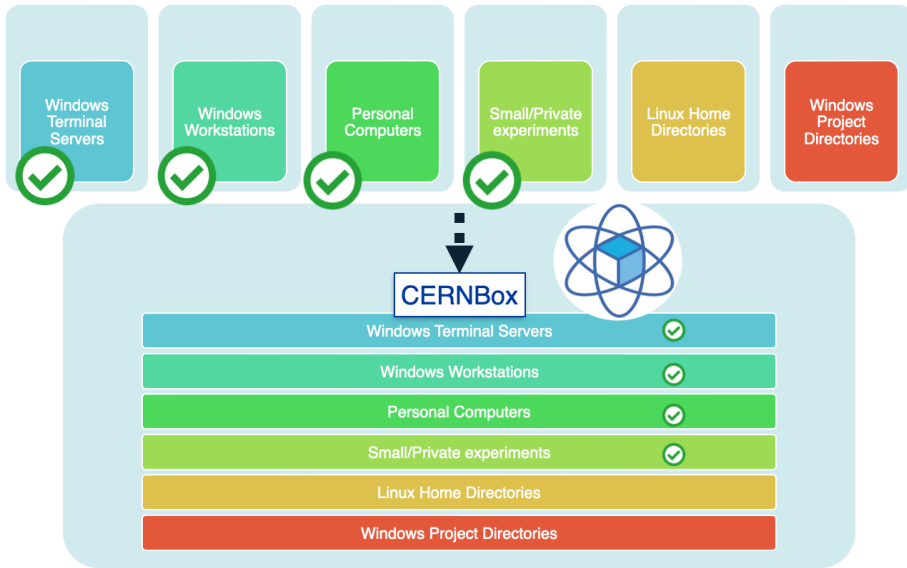 Windows
Terminal
Servers
Windows
Workstations
Personal
Computers
Small/Private
experiments
Linux Home
Directories
Windows
Project
Directories
CERNBox
Windows Terminal Servers
Windows Workstations
Personal Computers
Small/Private experiments
Linux Home Directories
Windows Project Directories